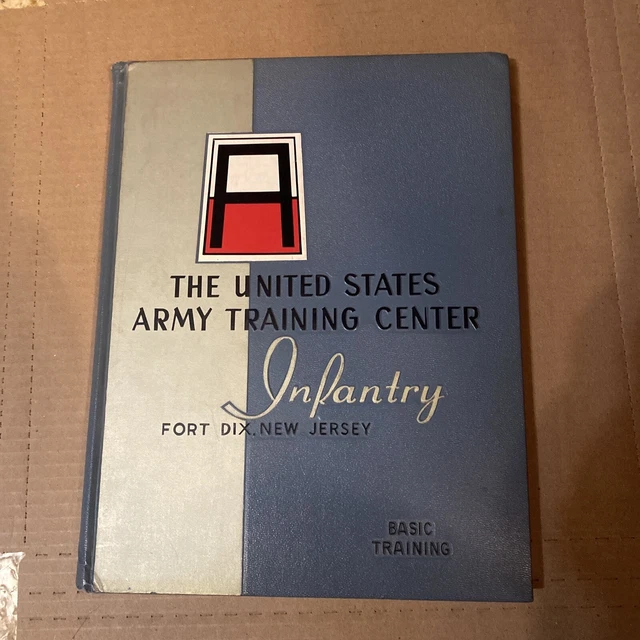 A
THE UNITED STATES
ARMY TRAINING CENTER
Infantry
FORT DIX, NEW JERSEY
BASIC
TRAINING